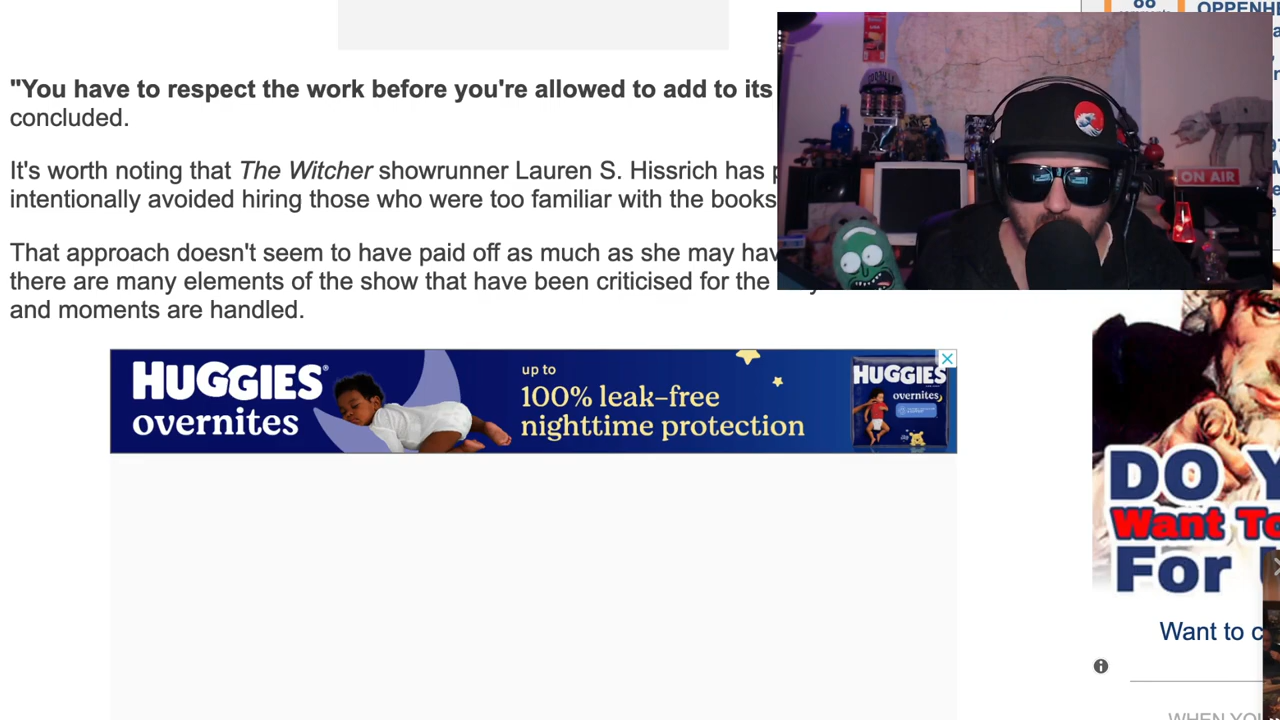 "You have to respect the work before you're allowed to add to its
concluded.
It's worth noting that The Witcher showrunner Lauren S. Hissrich has
intentionally avoided hiring those who were too familiar with the books
That approach doesn't seem to have paid off as much as she may
there are many elements of the show that have been criticised for the
and moments are handled.
HUGGIES®
overnites
up to
100% leak-free
nighttime protection
HUGGIES
overnites
ON AIR
DO
Want
For
Want to
WHEN